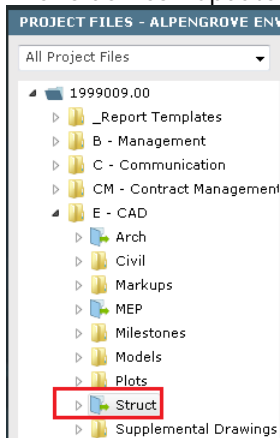 PROJECT FILES - ALPENGROVE
All Project Files
1999009.00
_Report Templates
B - Management
C - Communication
CM - Contract Management
E - CAD
Arch
Civil
Markups
MEP
Milestones
Models
Plots
Struct
Supplemental Drawings